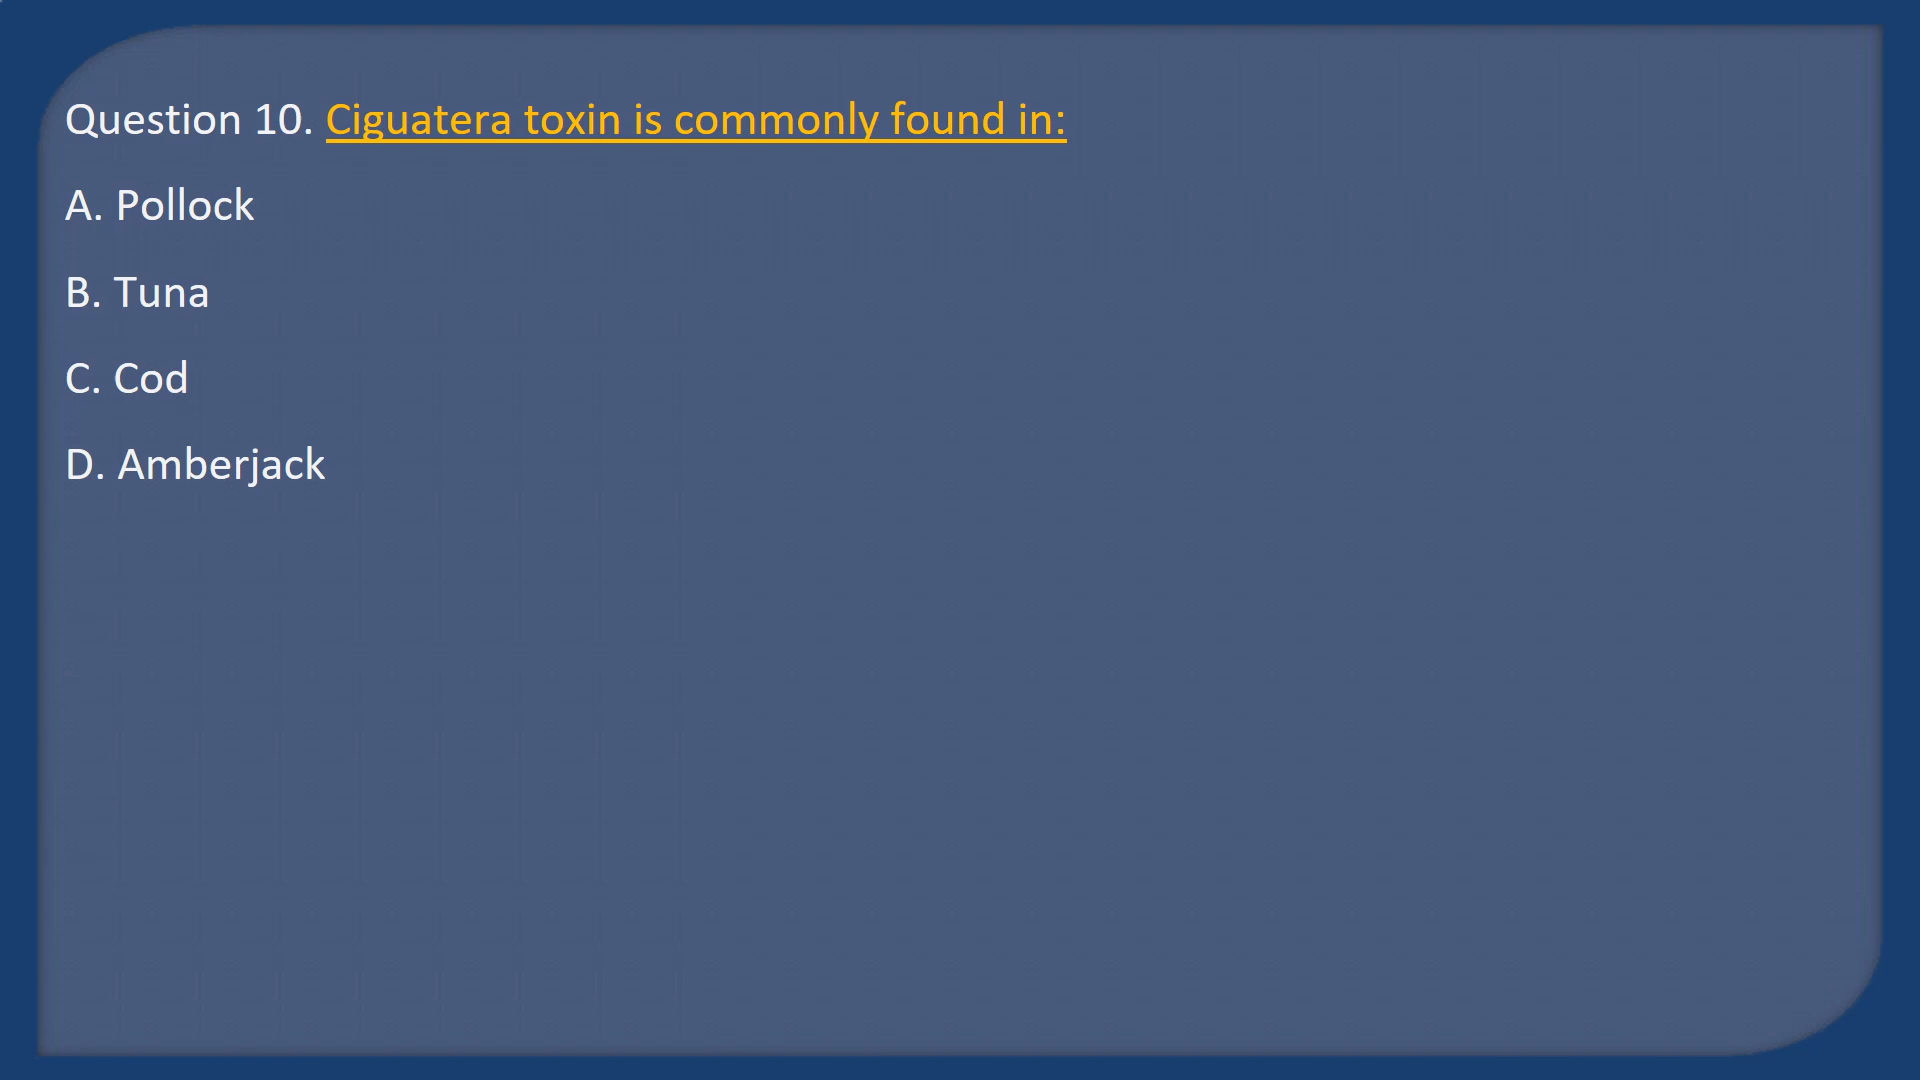 Question 10. Ciguatera toxin is commonly found in:
A. Pollock
B. Tuna
C. Cod
D. Amberjack